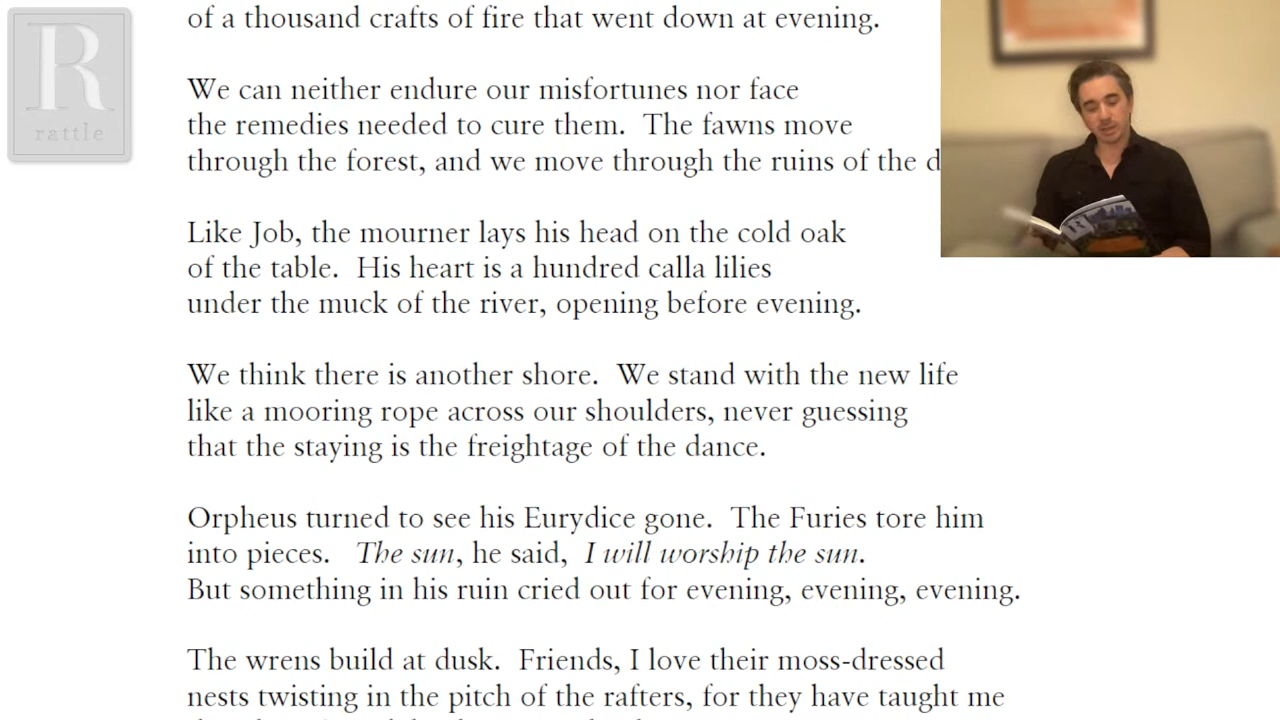 of a thousand crafts of fire that went down at evening.
R
rattle
We can neither endure our misfortunes nor face
the remedies needed to cure them. The fawns move
through the forest, and we move through the ruins of the d
Like Job, the mourner lays his head on the cold oak
of the table. His heart is a hundred calla lilies
under the muck of the river, opening before evening.
We think there is another shore. We stand with the new life
like a mooring rope across our shoulders, never guessing
that the staying is the freightage of the dance.
Orpheus turned to see his Eurydice gone. The Furies tore him
into pieces. The sun, he said, I will worship the sun.
But something in his ruin cried out for evening, evening, evening.
The wrens build at dusk. Friends, I love their moss-dressed
nests twisting in the pitch of the rafters, for they have taught me